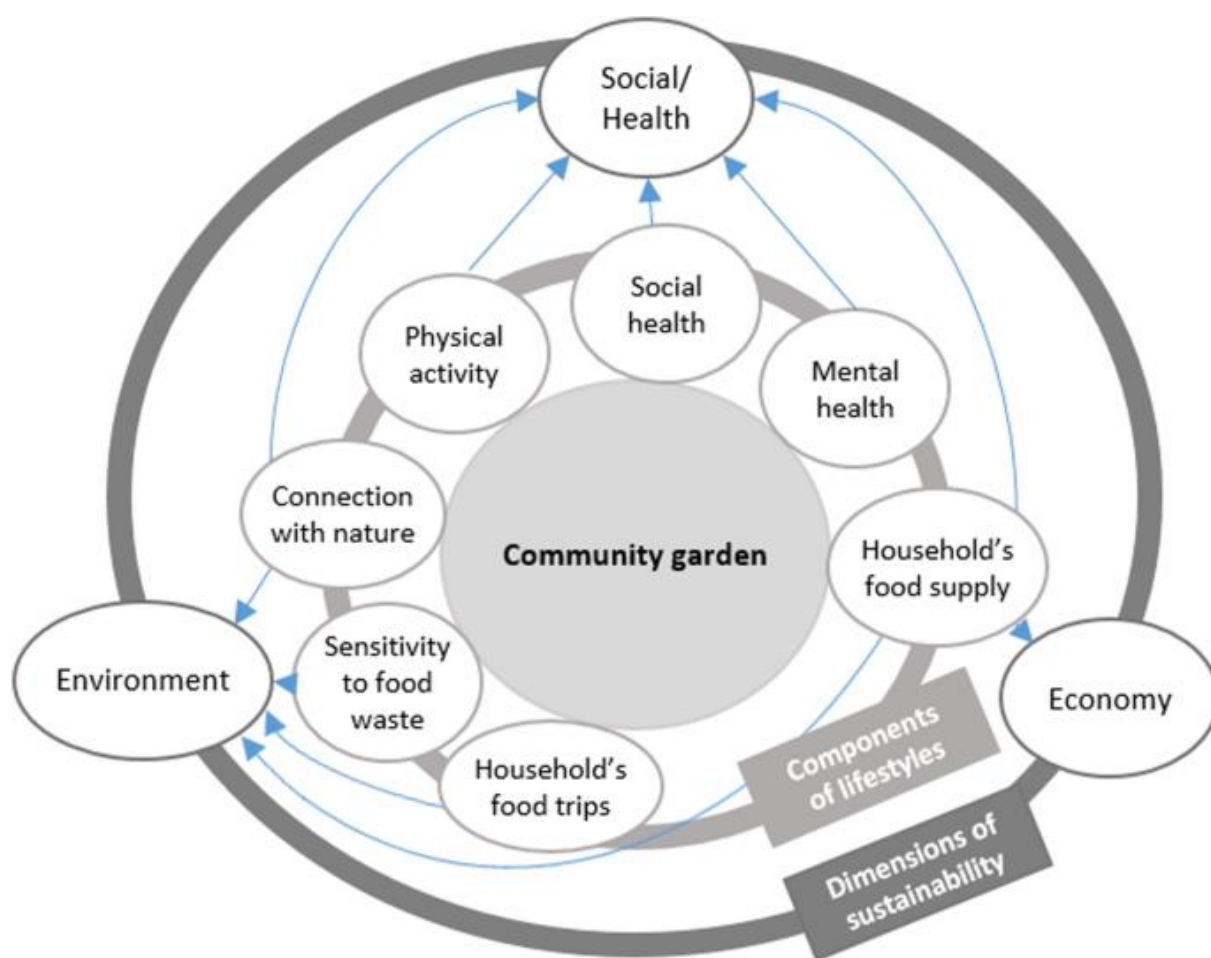 Social/
Health
Social
health
Physical
activity
Mental
health
Connection
with nature
Community garden
Household’s
food supply
Sensitivity
to food
waste
Environment
Economy
Household’s
food trips
Components
of lifestyles
Dimensions of
sustainability